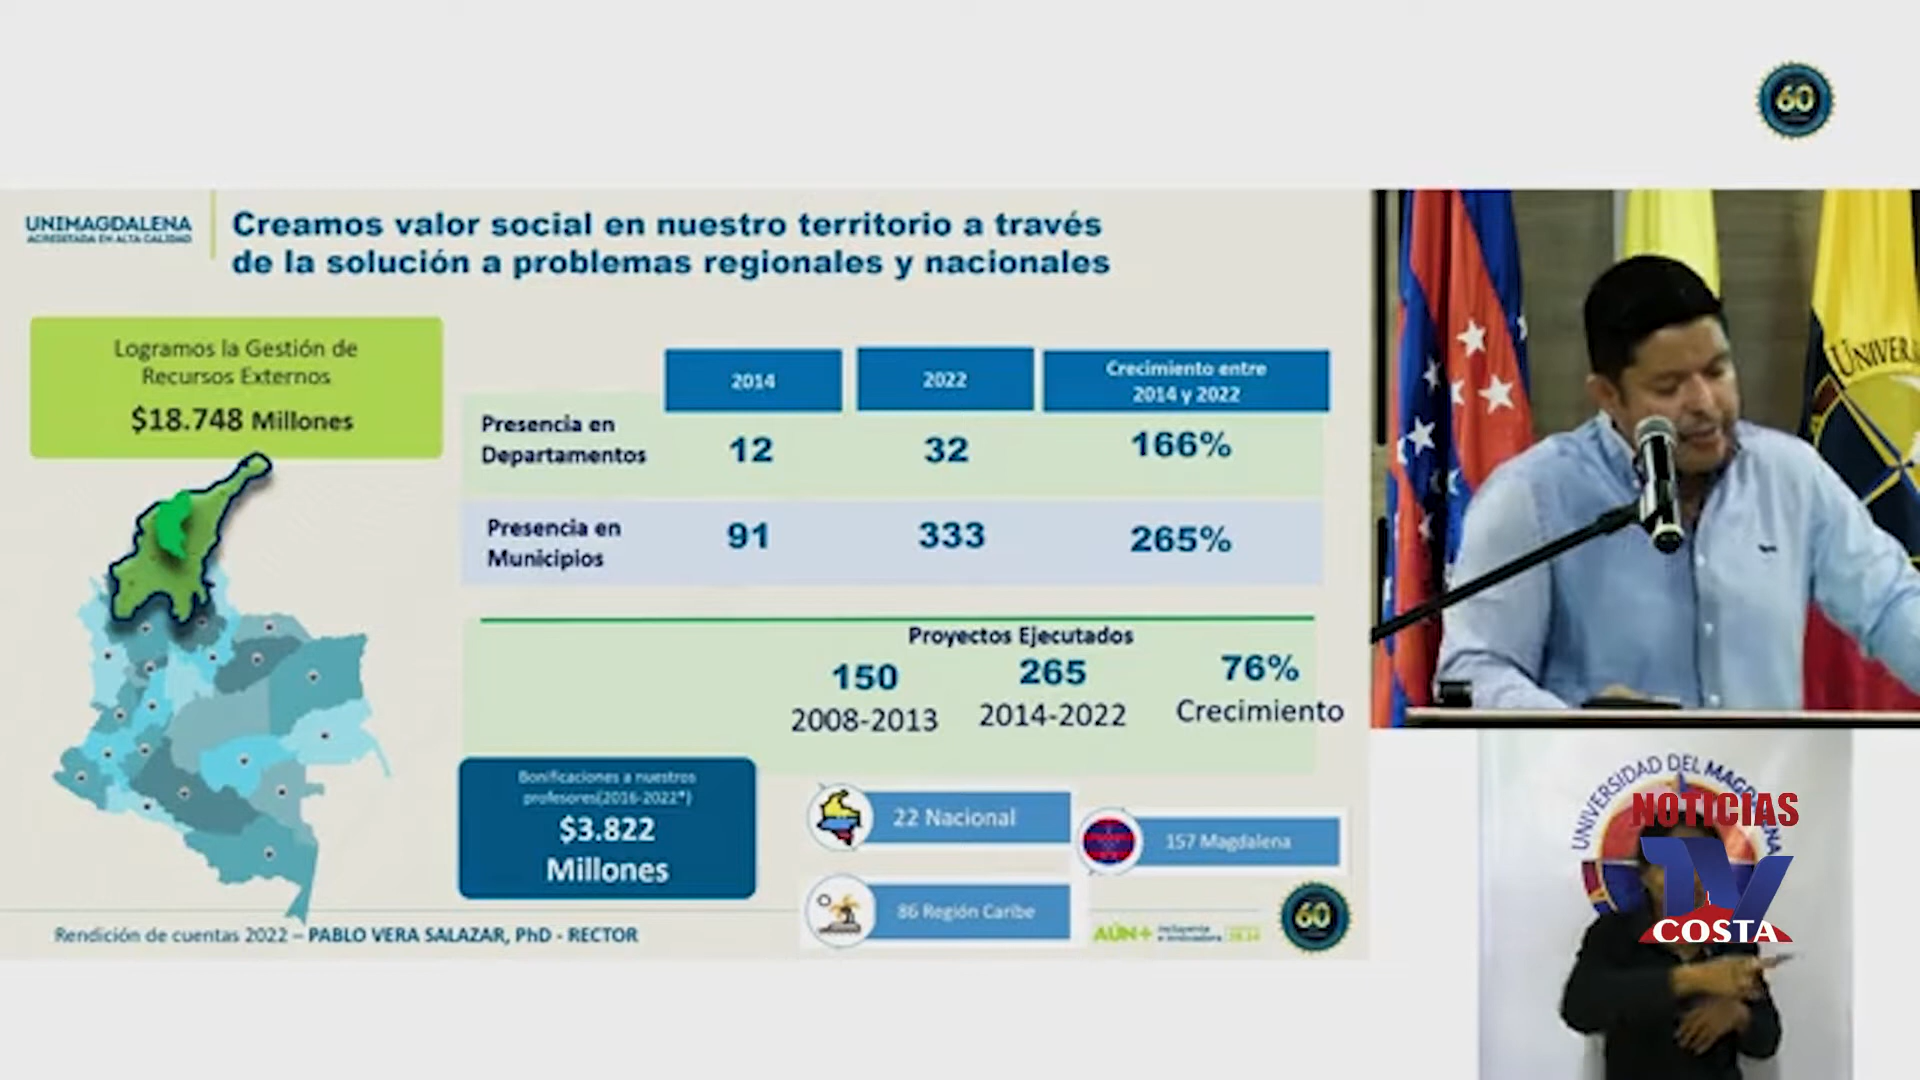 60
UNIMAGDALENA
ACREDITADA EN ALTA CALIDAD
Creamos valor social en nuestro territorio a través
de la solución a problemas regionales y nacionales
Logramos la Gestión de
Recursos Externos
$18.748 Millones
2014
2022
Crecimiento entre
2014 y 2022
Presencia en
Departamentos
12
32
166%
Presencia en
Municipios
91
333
265%
Proyectos Ejecutados
150
265
76%
2008-2013
2014-2022
Crecimiento
Bonificaciones a nuestros
profesores(2016-2022*)
$3.822
Millones
22 Nacional
157 Magdalena
86 Región Caribe
Rendición de cuentas 2022 – PABLO VERA SALAZAR, PhD - RECTOR
AÚN+
incluyente
e innovadora
60
UNIVER
UNIVERSIDAD DEL MAGDALENA
NOTICIAS
TV
COSTA